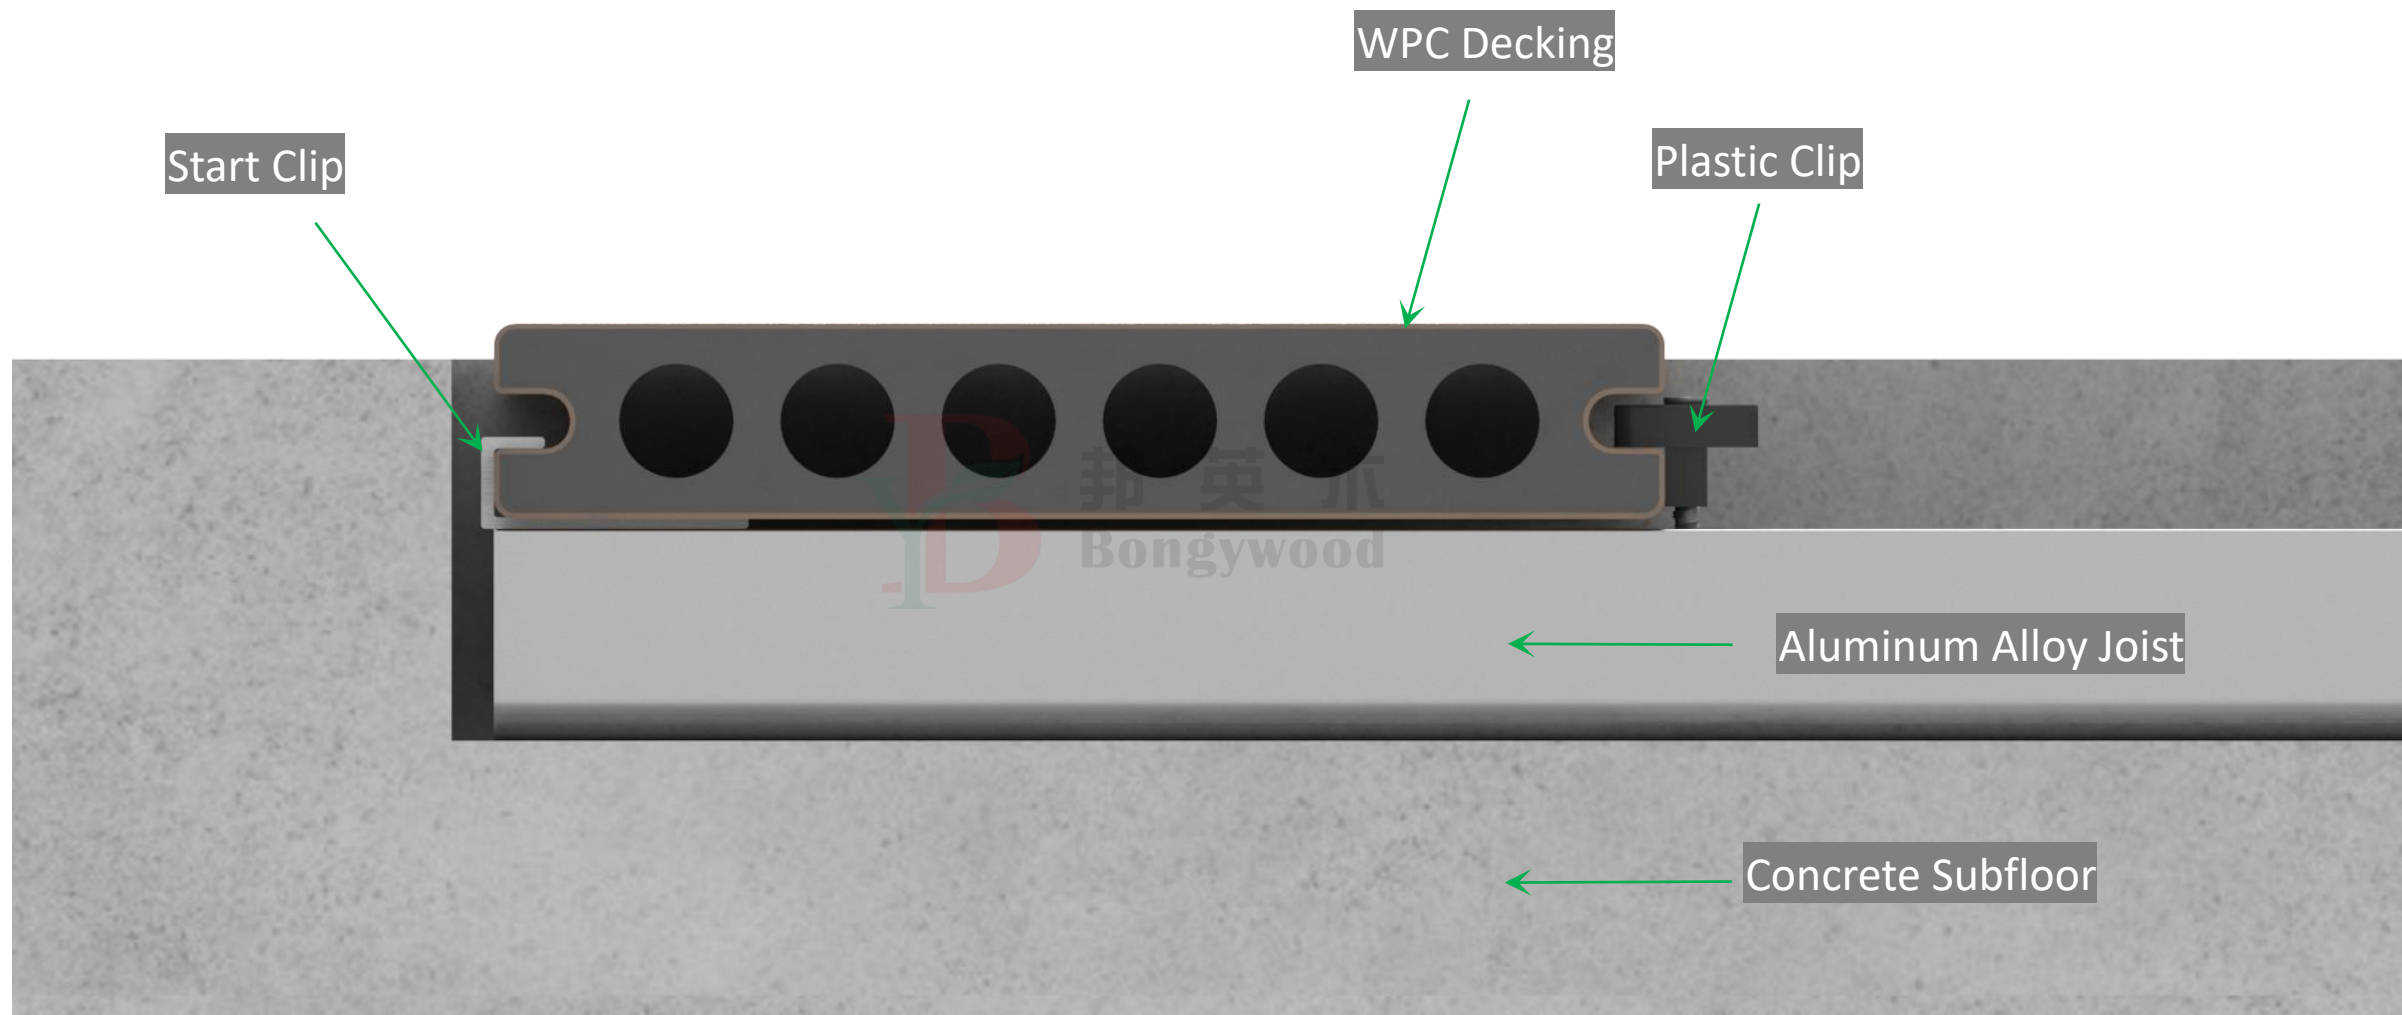 WPC Decking
Start Clip
Plastic Clip
邦英木
Bongywood
Aluminum Alloy Joist
Concrete Subfloor